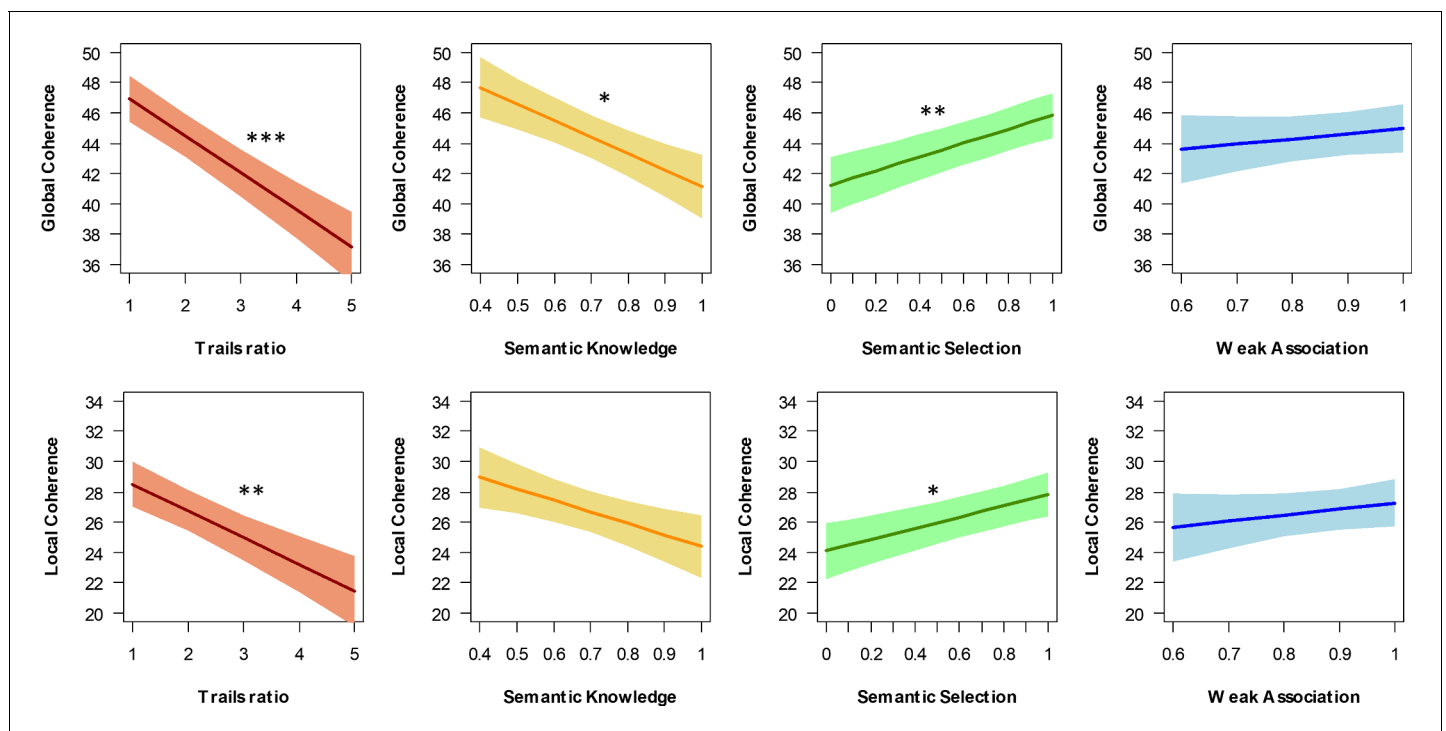 Global Coherence
50
48
46
44
42
40
38
36
***
1 2 3 4 5
Trails ratio
Global Coherence
50
48
46
44
42
40
38
36
*
0.4 0.5 0.6 0.7 0.8 0.9 1
Semantic Knowledge
Global Coherence
50
48
46
44
42
40
38
36
**
0 0.2 0.4 0.6 0.8 1
Semantic Selection
Global Coherence
50
48
46
44
42
40
38
36
0.6 0.7 0.8 0.9 1
Weak Association
Local Coherence
34
32
30
28
26
24
22
20
**
1 2 3 4 5
Trails ratio
Local Coherence
34
32
30
28
26
24
22
20
0.4 0.5 0.6 0.7 0.8 0.9 1
Semantic Knowledge
Local Coherence
34
32
30
28
26
24
22
20
*
0 0.2 0.4 0.6 0.8 1
Semantic Selection
Local Coherence
34
32
30
28
26
24
22
20
0.6 0.7 0.8 0.9 1
Weak Association